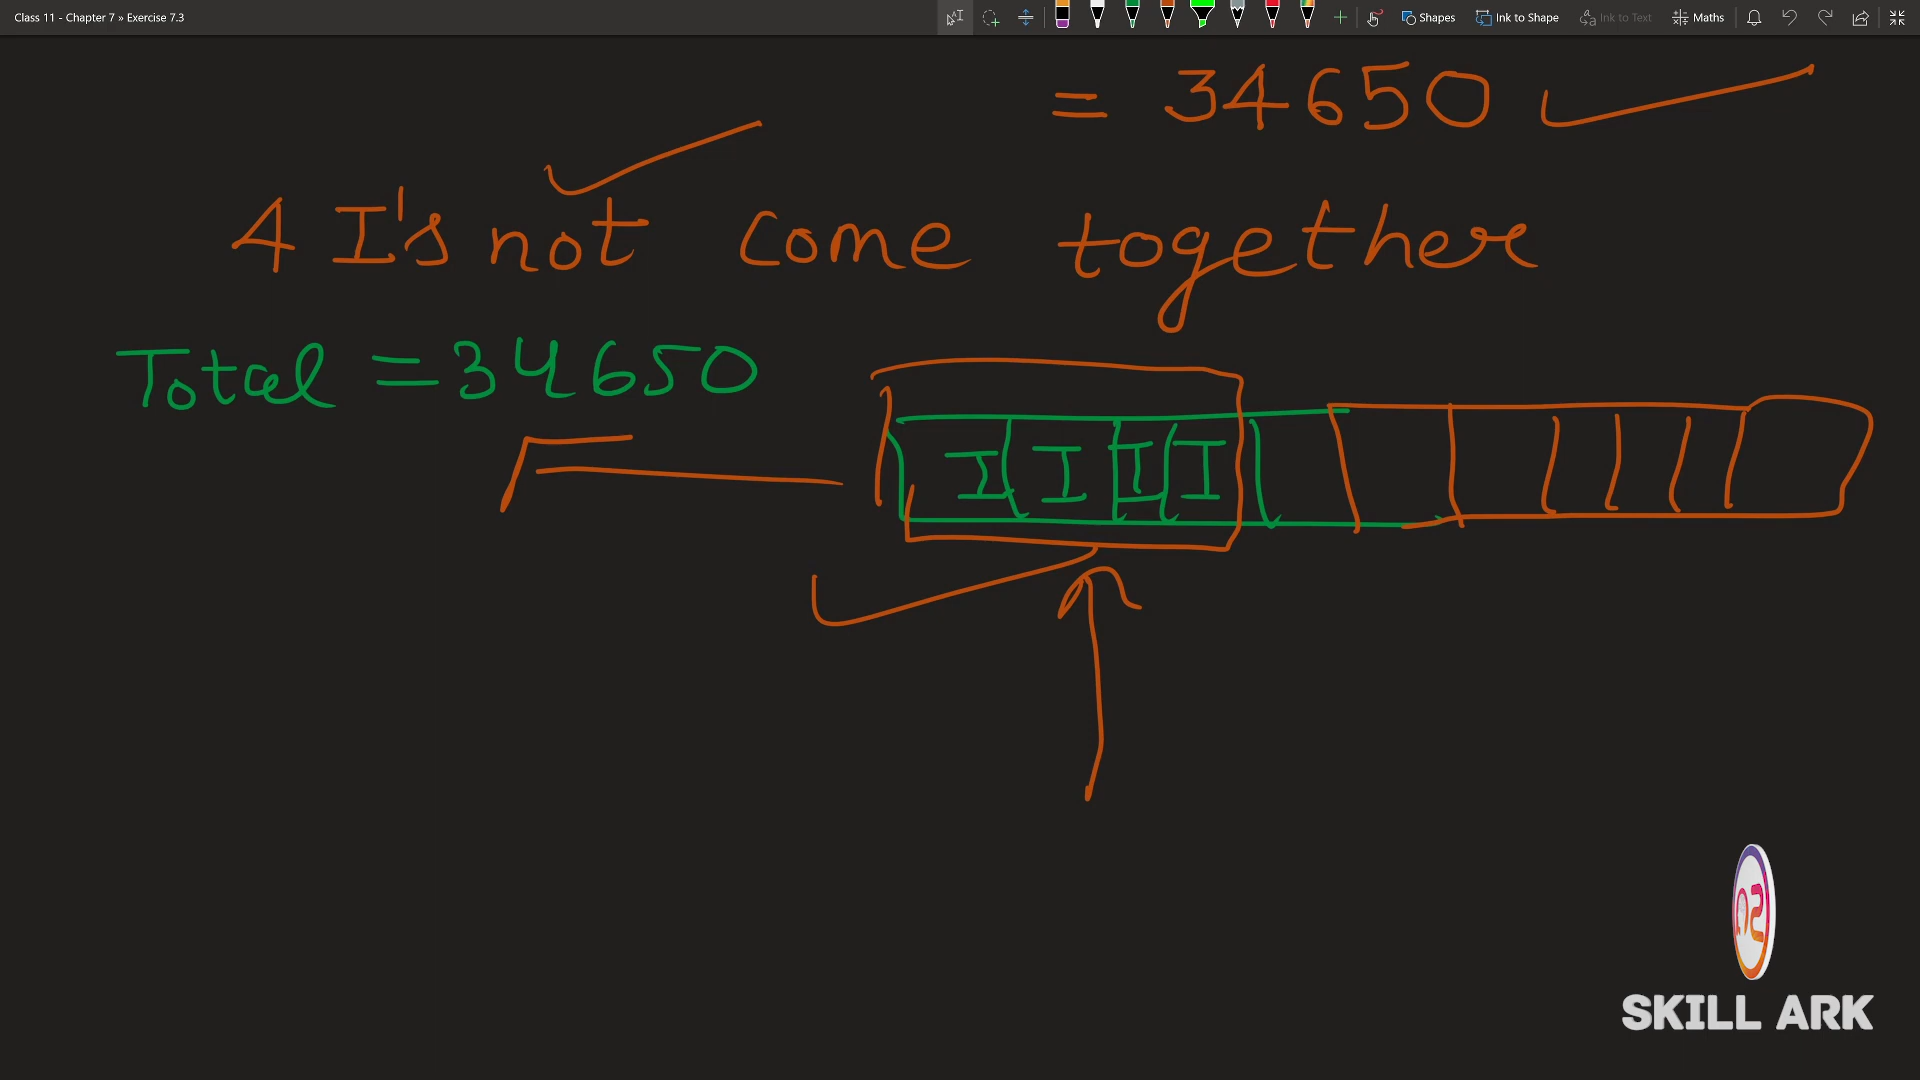 Class 11 - Chapter 7 » Exercise 7.3
Shapes Ink to Shape Ink to Text Maths
= 34650
4 I's not come together
Total = 34650
I I I I
SKILL ARK